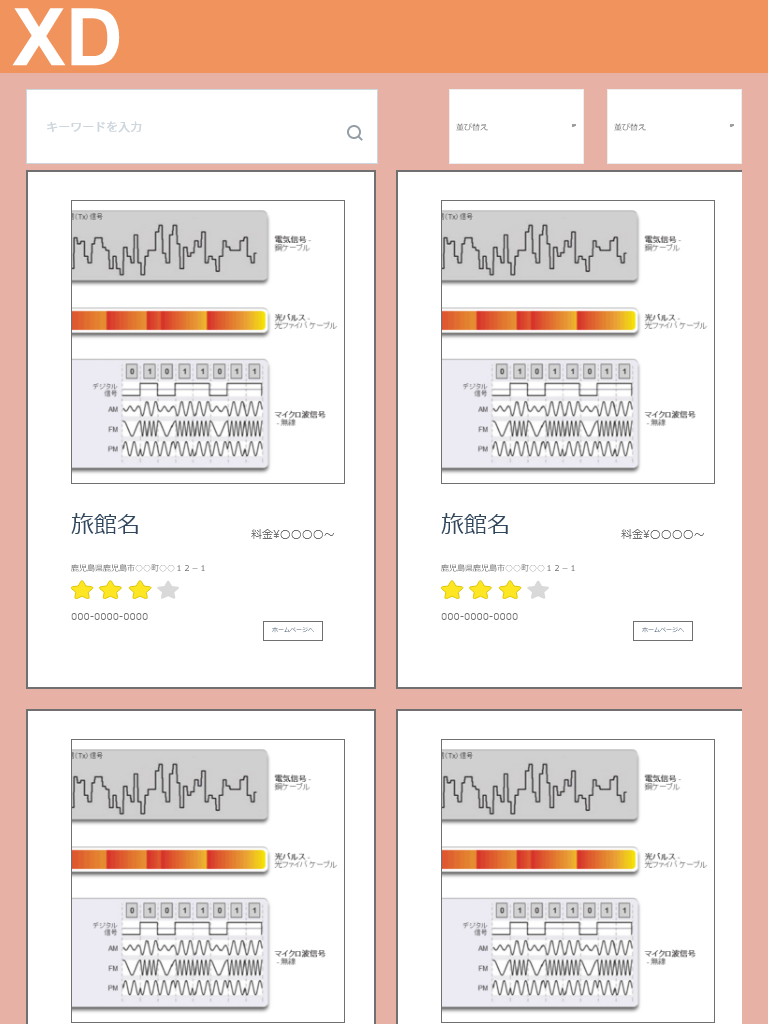 XD
キーワードを入力
並び替え
並び替え
(Tx) 信号
電気信号 -
銅ケーブル
光パルス -
光ファイバ ケーブル
0 1 0 1 1 0 1 1
デジタル
信号
AM
FM
PM
マイクロ波信号
- 無線
旅館名
料金¥〇〇〇〇～
鹿児島県鹿児島市○○町○○１２－１
000-0000-0000
ホームページへ
(Tx) 信号
電気信号 -
銅ケーブル
光パルス -
光ファイバ ケーブル
0 1 0 1 1 0 1 1
デジタル
信号
AM
FM
PM
マイクロ波信号
- 無線
旅館名
料金¥〇〇〇〇～
鹿児島県鹿児島市○○町○○１２－１
000-0000-0000
ホームページへ
(Tx) 信号
電気信号 -
銅ケーブル
光パルス -
光ファイバ ケーブル
0 1 0 1 1 0 1 1
デジタル
信号
AM
FM
PM
マイクロ波信号
- 無線
(Tx) 信号
電気信号 -
銅ケーブル
光パルス -
光ファイバ ケーブル
0 1 0 1 1 0 1 1
デジタル
信号
AM
FM
PM
マイクロ波信号
- 無線